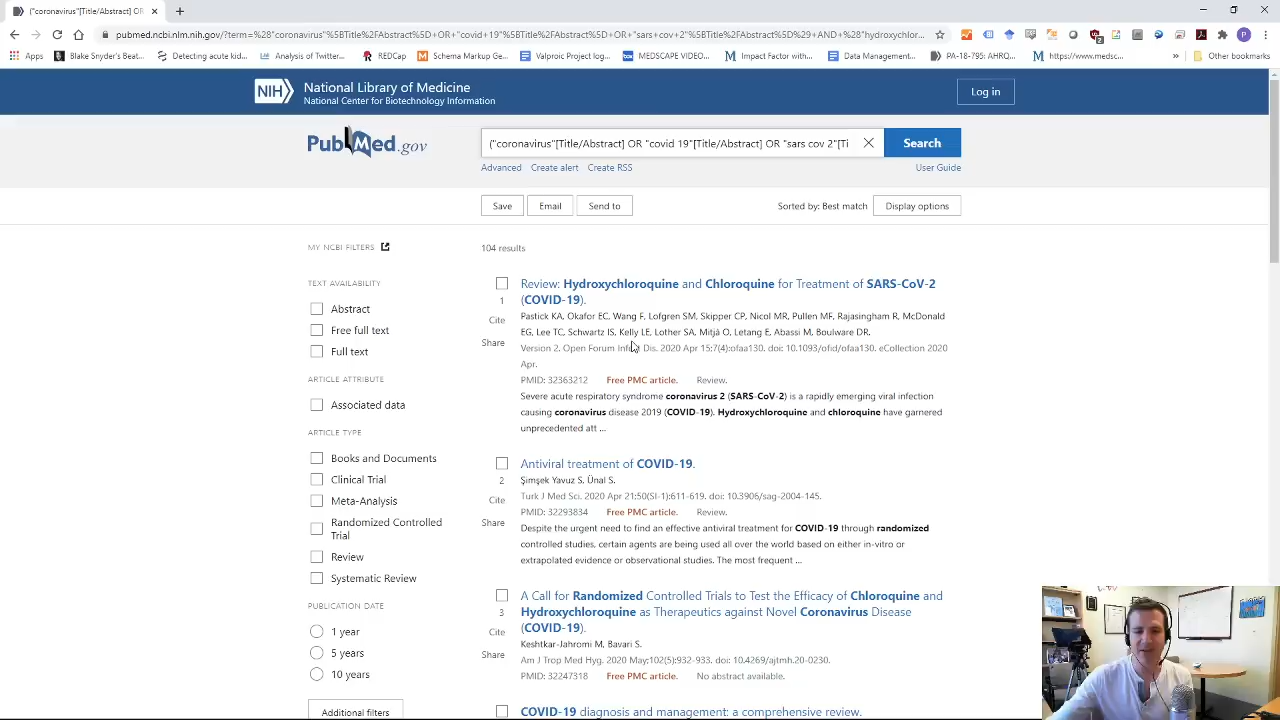 ("coronavirus"[Title/Abstract] OR
pubmed.ncbi.nlm.nih.gov/?term=%28"coronavirus"%5BTitle%2FAbstract%5D+OR+"covid 19"%5BTitle%2FAbstract%5D+OR+"sars+cov+2"%5BTitle%2FAbstract%5D%29+AND+%28"hydroxychlor...
Apps Blake Snyder's Beat... Detecting acute kid... Analysis of Twitter... REDCap Schema Markup Ge... Valproic Project log... MEDSCAPE VIDEO... Impact Factor with... Data Management... PA-18-795: AHRQ... https://www.medsc... » Other bookmarks
NIH National Library of Medicine
National Center for Biotechnology Information
Log in
PubMed.gov
("coronavirus"[Title/Abstract] OR "covid 19"[Title/Abstract] OR "sars cov 2"[Ti
Search
Advanced Create alert Create RSS User Guide
Save Email Send to Sorted by: Best match Display options
MY NCBI FILTERS
104 results
TEXT AVAILABILITY
Abstract
Free full text
Full text
ARTICLE ATTRIBUTE
Associated data
ARTICLE TYPE
Books and Documents
Clinical Trial
Meta-Analysis
Randomized Controlled
Trial
Review
Systematic Review
PUBLICATION DATE
1 year
5 years
10 years
Additional filters
Review: Hydroxychloroquine and Chloroquine for Treatment of SARS-CoV-2
1 (COVID-19).
Cite
Share
Pastick KA, Okafor EC, Wang F, Lofgren SM, Skipper CP, Nicol MR, Pullen MF, Rajasingham R, McDonald
EG, Lee TC, Schwartz IS, Kelly LE, Lother SA, Mitjà O, Letang E, Abassi M, Boulware DR.
Version 2. Open Forum Infect Dis. 2020 Apr 15;7(4):ofaa130. doi: 10.1093/ofid/ofaa130. eCollection 2020
Apr.
PMID: 32363212 Free PMC article. Review.
Severe acute respiratory syndrome coronavirus 2 (SARS-CoV-2) is a rapidly emerging viral infection
causing coronavirus disease 2019 (COVID-19). Hydroxychloroquine and chloroquine have garnered
unprecedented att ...
Antiviral treatment of COVID-19.
2 Şimşek Yavuz S, Ünal S.
Cite
Share
Turk J Med Sci. 2020 Apr 21;50(SI-1):611-619. doi: 10.3906/sag-2004-145.
PMID: 32293834 Free PMC article. Review.
Despite the urgent need to find an effective antiviral treatment for COVID-19 through randomized
controlled studies, certain agents are being used all over the world based on either in-vitro or
extrapolated evidence or observational studies. The most frequent ...
A Call for Randomized Controlled Trials to Test the Efficacy of Chloroquine and
3 Hydroxychloroquine as Therapeutics against Novel Coronavirus Disease
(COVID-19).
Cite
Share
Keshtkar-Jahromi M, Bavari S.
Am J Trop Med Hyg. 2020 May;102(5):932-933. doi: 10.4269/ajtmh.20-0230.
PMID: 32247318 Free PMC article. No abstract available.
COVID-19 diagnosis and management: a comprehensive review.